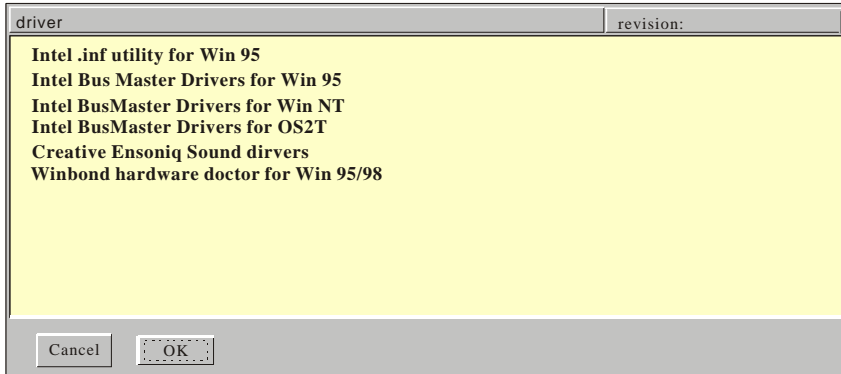 driver revision:
Intel .inf utility for Win 95
Intel Bus Master Drivers for Win 95
Intel BusMaster Drivers for Win NT
Intel BusMaster Drivers for OS2T
Creative Ensoniq Sound dirvers
Winbond hardware doctor for Win 95/98
Cancel OK